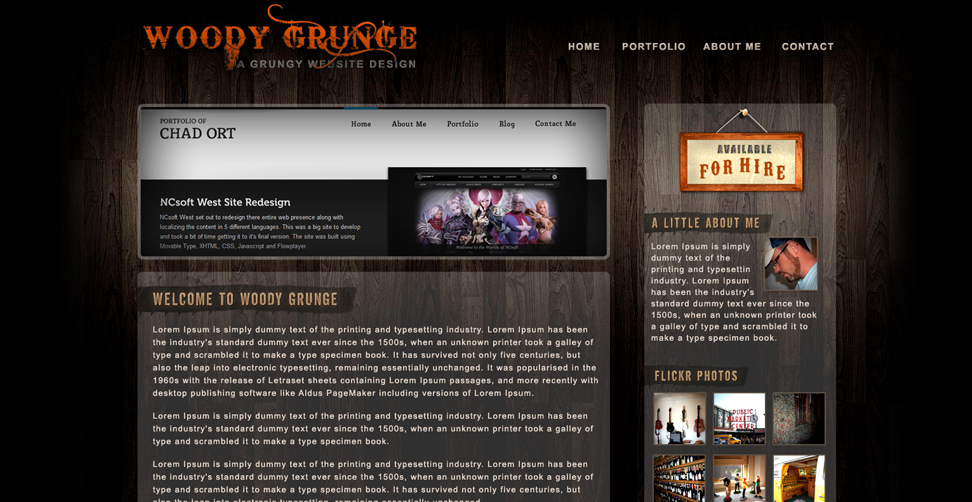 WOODY GRUNGE
A GRUNGY WEBSITE DESIGN
HOME PORTFOLIO ABOUT ME CONTACT
PORTFOLIO OF
CHAD ORT
Home About Me Portfolio Blog Contact Me
NCsoft West Site Redesign
NCsoft West set out to redesign there entire web presence along with
localizing the content in 5 different languages. This was a big site to develop
and took a bit of time getting it to it's final version. The site was built using
Movable Type, XHTML, CSS, Javascript and Flowplayer.
Welcome to the Worlds of NCsoft
AVAILABLE
FOR HIRE
A LITTLE ABOUT ME
Lorem Ipsum is simply
dummy text of the
printing and typesettin
industry. Lorem Ipsum
has been the industry's
standard dummy text ever since the
1500s, when an unknown printer took
a galley of type and scrambled it to
make a type specimen book.
WELCOME TO WOODY GRUNGE
Lorem Ipsum is simply dummy text of the printing and typesetting industry. Lorem Ipsum has been
the industry's standard dummy text ever since the 1500s, when an unknown printer took a galley of
type and scrambled it to make a type specimen book. It has survived not only five centuries, but
also the leap into electronic typesetting, remaining essentially unchanged. It was popularised in the
1960s with the release of Letraset sheets containing Lorem Ipsum passages, and more recently with
desktop publishing software like Aldus PageMaker including versions of Lorem Ipsum.
Lorem Ipsum is simply dummy text of the printing and typesetting industry. Lorem Ipsum has been
the industry's standard dummy text ever since the 1500s, when an unknown printer took a galley of
type and scrambled it to make a type specimen book.
Lorem Ipsum is simply dummy text of the printing and typesetting industry. Lorem Ipsum has been
the industry's standard dummy text ever since the 1500s, when an unknown printer took a galley of
type and scrambled it to make a type specimen book. It has survived not only five centuries, but
also the leap into electronic typesetting, remaining essentially unchanged.
FLICKR PHOTOS
PUBLIC
MARKET
CENTER